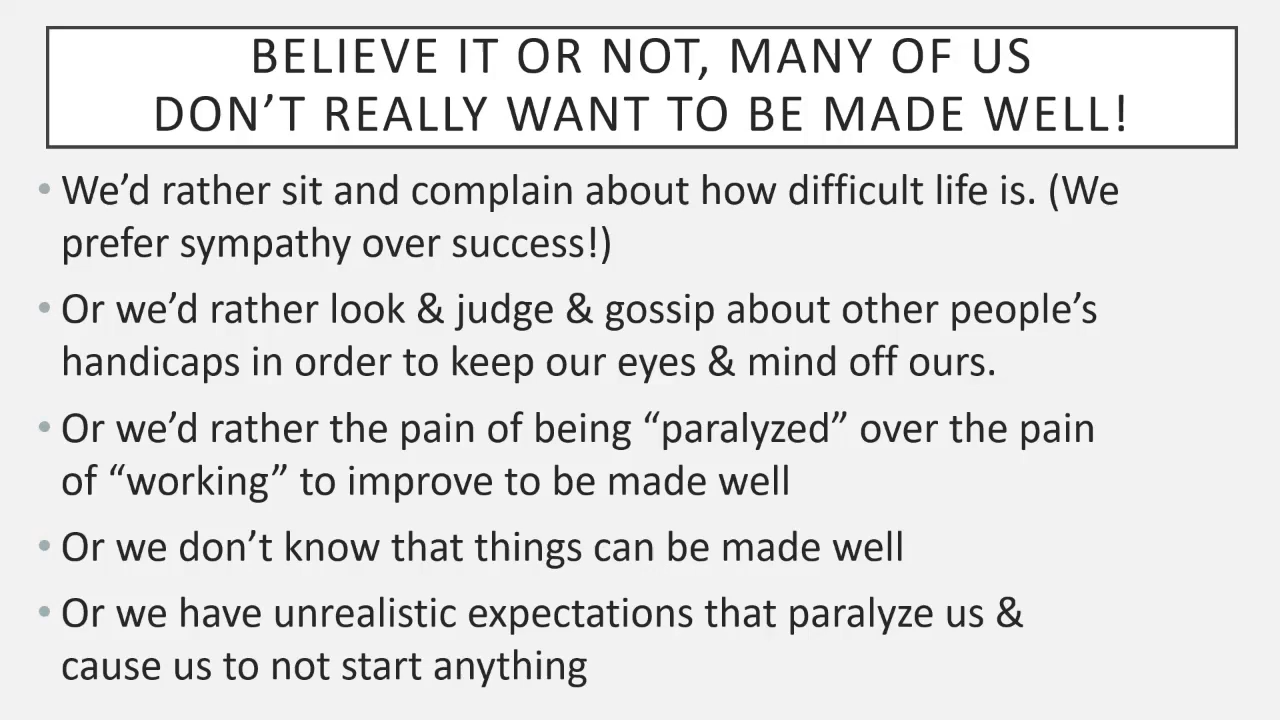 BELIEVE IT OR NOT, MANY OF US
DON’T REALLY WANT TO BE MADE WELL!
• We’d rather sit and complain about how difficult life is. (We
prefer sympathy over success!)
• Or we’d rather look & judge & gossip about other people’s
handicaps in order to keep our eyes & mind off ours.
• Or we’d rather the pain of being “paralyzed” over the pain
of “working” to improve to be made well
• Or we don’t know that things can be made well
• Or we have unrealistic expectations that paralyze us &
cause us to not start anything